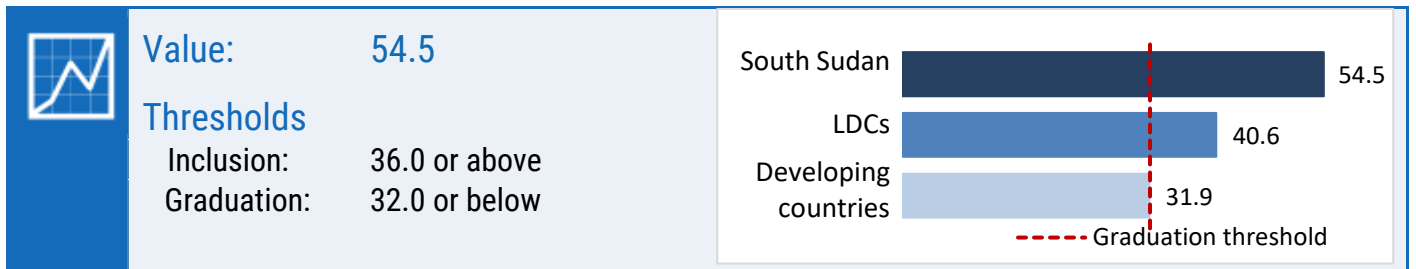 Value: 54.5
Thresholds
Inclusion: 36.0 or above
Graduation: 32.0 or below
South Sudan 54.5
LDCs 40.6
Developing
countries 31.9
Graduation threshold